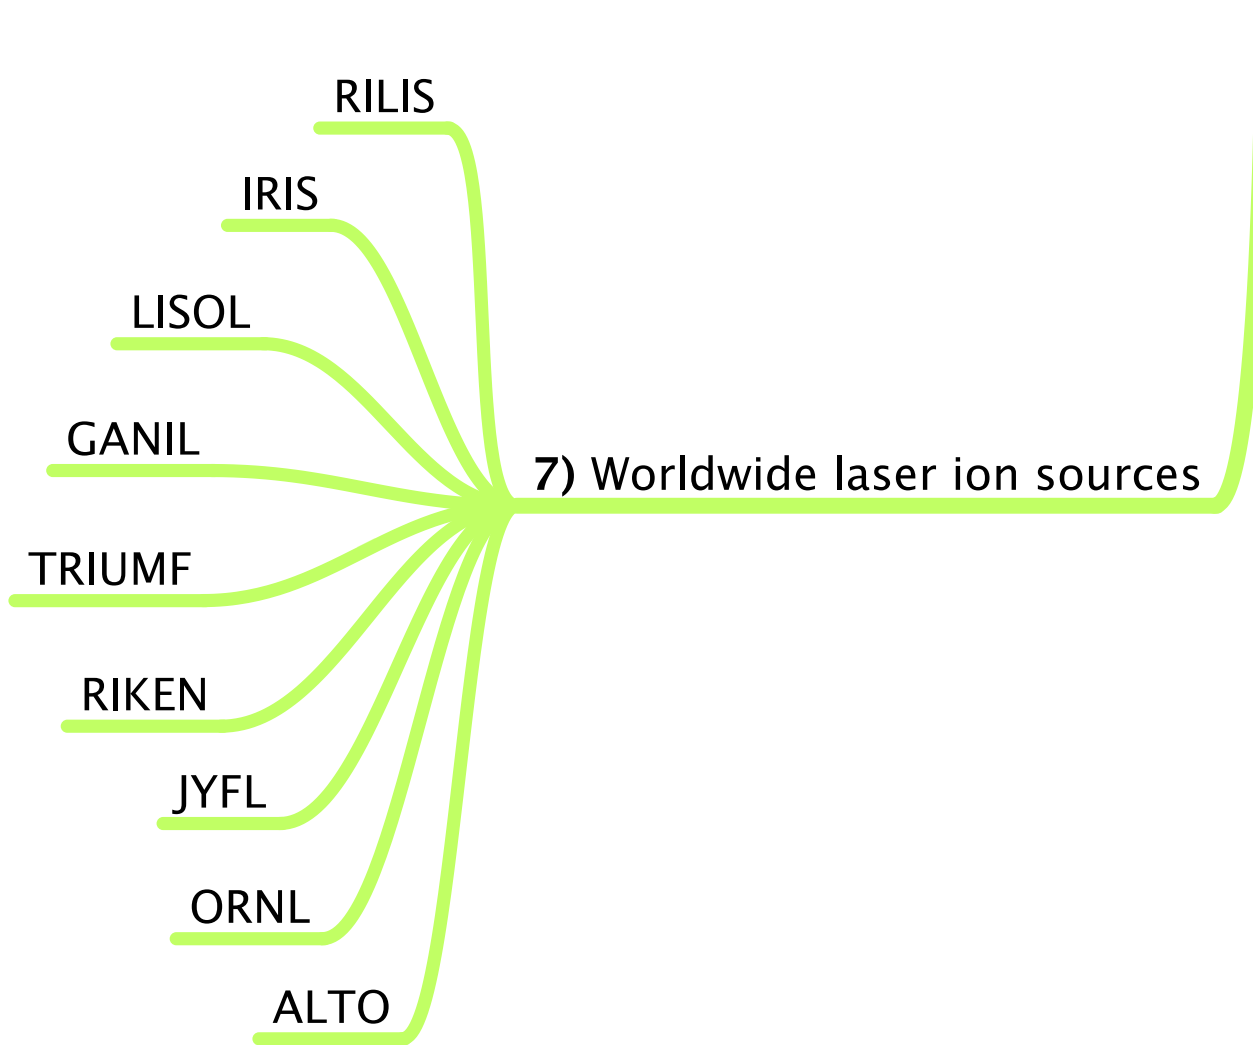 RILIS
IRIS
LISOL
GANIL
7) Worldwide laser ion sources
TRIUMF
RIKEN
JYFL
ORNL
ALTO